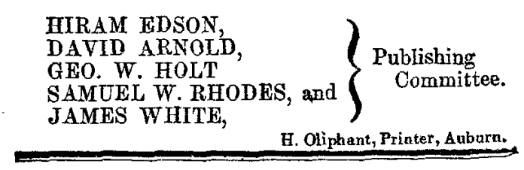 HIRAM EDSON,
DAVID ARNOLD,
GEO. W. HOLT
SAMUEL W. RHODES, and
JAMES WHITE,
Publishing
Committee.
H. Oliphant, Printer, Auburn.